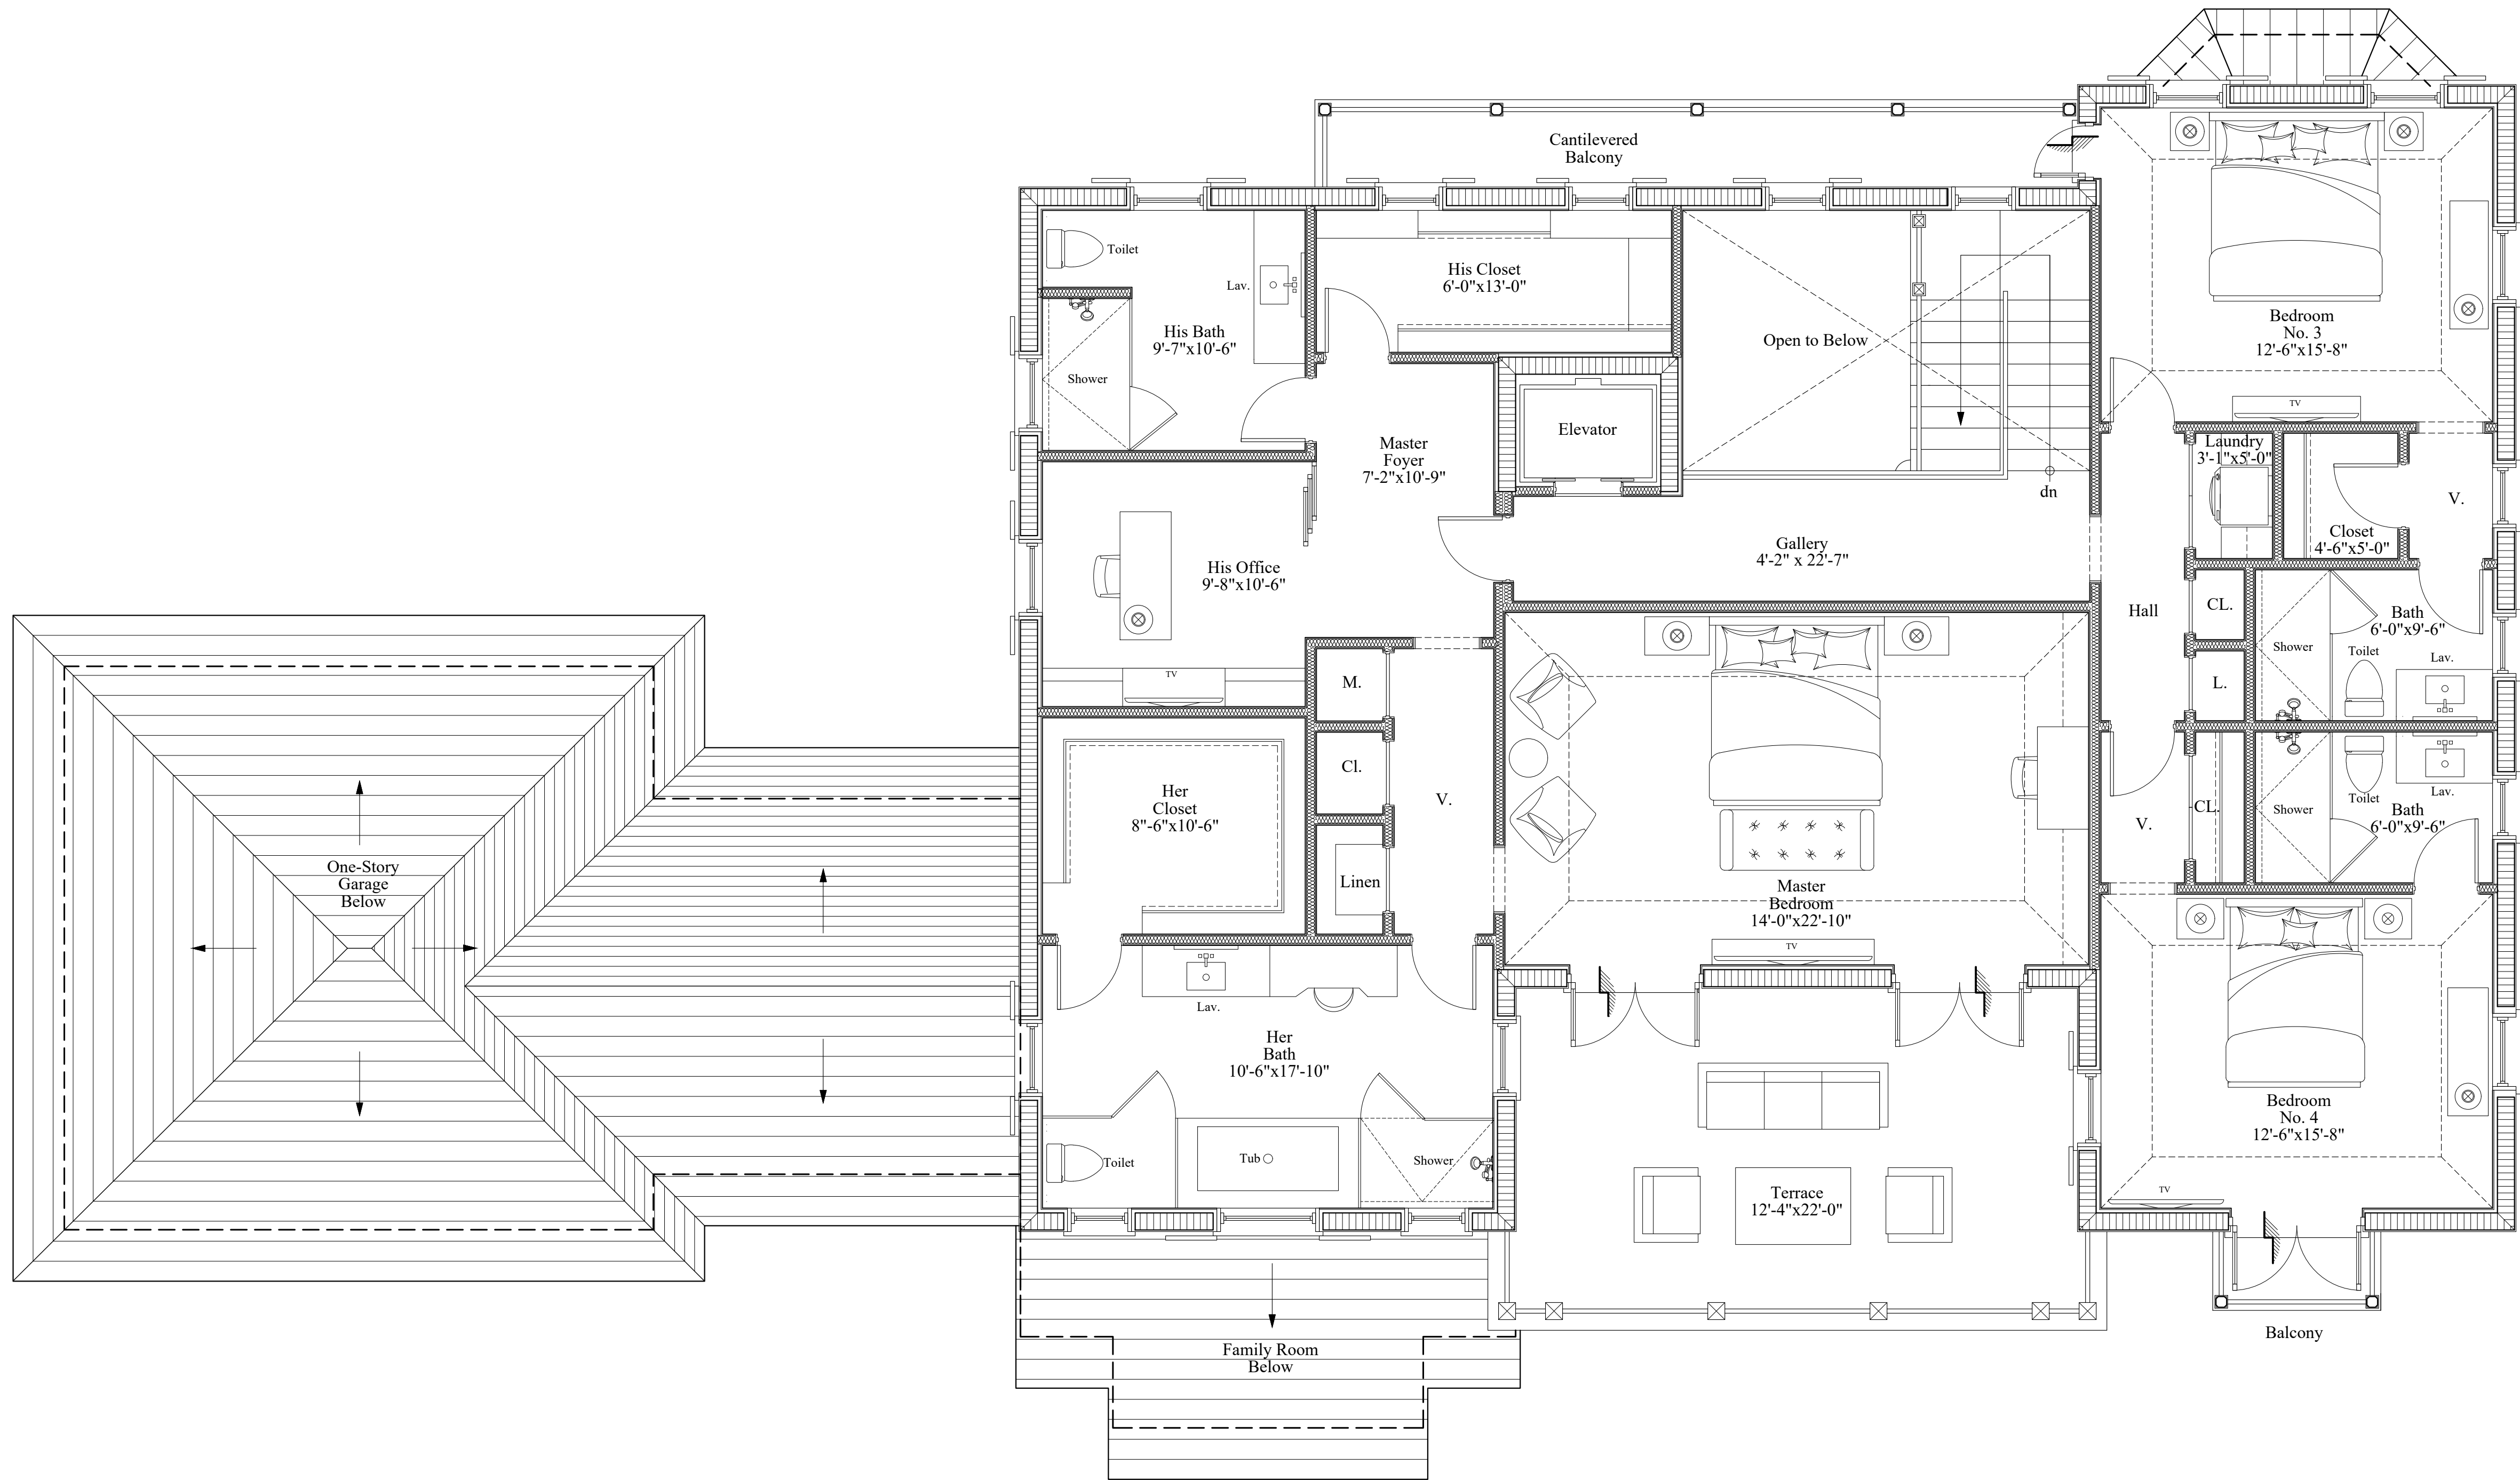 Cantilevered
Balcony
Toilet
Lav.
His Bath
9'-7"x10'-6"
Shower
His Closet
6'-0"x13'-0"
Open to Below
Elevator
Master
Foyer
7'-2"x10'-9"
dn
Bedroom
No. 3
12'-6"x15'-8"
TV
Laundry
3'-1"x5'-0"
Closet
4'-6"x5'-0"
V.
His Office
9'-8"x10'-6"
TV
Gallery
4'-2" x 22'-7"
Hall
CL.
L.
Bath
6'-0"x9'-6"
Shower
Toilet
Lav.
M.
Cl.
Linen
V.
Her
Closet
8"-6"x10'-6"
Master
Bedroom
14'-0"x22'-10"
TV
V.
CL.
Shower
Toilet
Lav.
Bath
6'-0"x9'-6"
One-Story
Garage
Below
Lav.
Her
Bath
10'-6"x17'-10"
Toilet
Tub
Shower
Terrace
12'-4"x22'-0"
Bedroom
No. 4
12'-6"x15'-8"
TV
Balcony
Family Room
Below